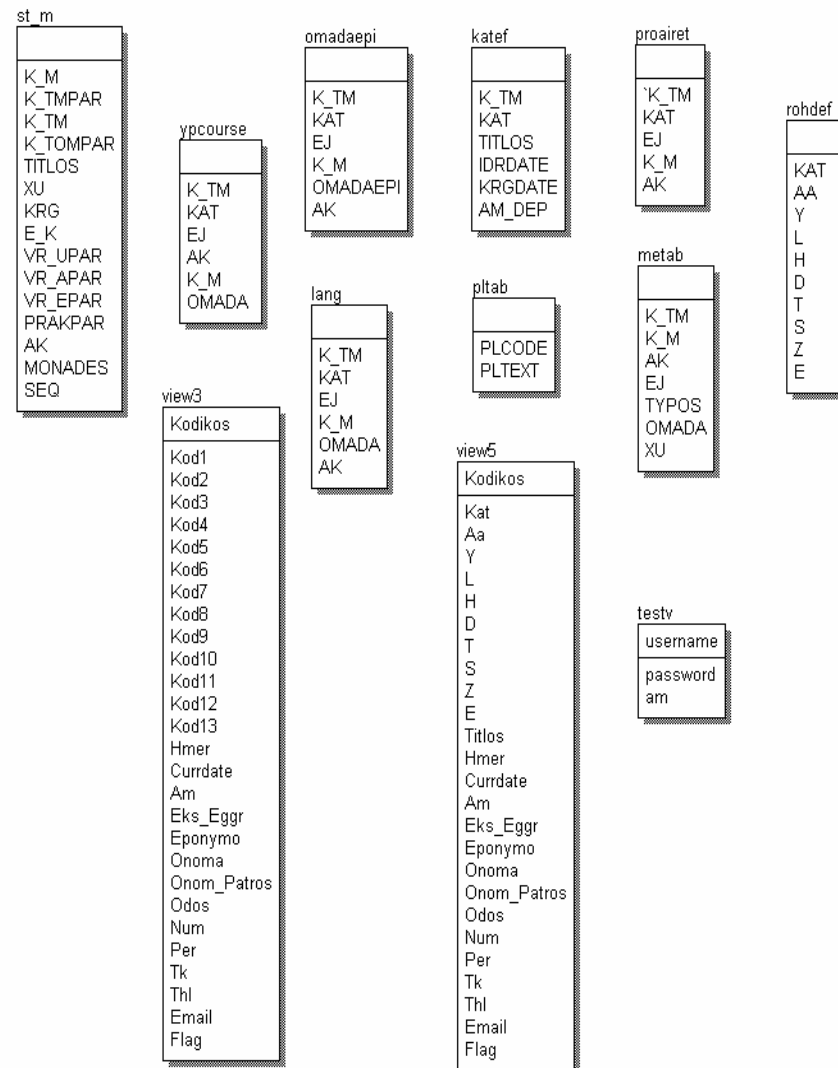 st_m
K_M
K_TMPAR
K_TM
K_TOMPAR
TITLOS
XU
KRG
E_K
VR_UPAR
VR_APAR
VR_EPAR
PRAKPAR
AK
MONADES
SEQ
ypcourse
K_TM
KAT
EJ
AK
K_M
OMADA
omadaepi
K_TM
KAT
EJ
K_M
OMADAEPI
AK
katef
K_TM
KAT
TITLOS
IDRDATE
KRGDATE
AM_DEP
proairet
`K_TM
KAT
EJ
K_M
AK
rohdef
KAT
AA
Y
L
H
D
T
S
Z
E
lang
K_TM
KAT
EJ
K_M
OMADA
AK
pltab
PLCODE
PLTEXT
metab
K_TM
K_M
AK
EJ
TYPOS
OMADA
XU
view3
Kodikos
Kod1
Kod2
Kod3
Kod4
Kod5
Kod6
Kod7
Kod8
Kod9
Kod10
Kod11
Kod12
Kod13
Hmer
Currdate
Am
Eks_Eggr
Eponymo
Onoma
Onom_Patros
Odos
Num
Per
Tk
Thl
Email
Flag
view5
Kodikos
Kat
Aa
Y
L
H
D
T
S
Z
E
Titlos
Hmer
Currdate
Am
Eks_Eggr
Eponymo
Onoma
Onom_Patros
Odos
Num
Per
Tk
Thl
Email
Flag
testv
username
password
am